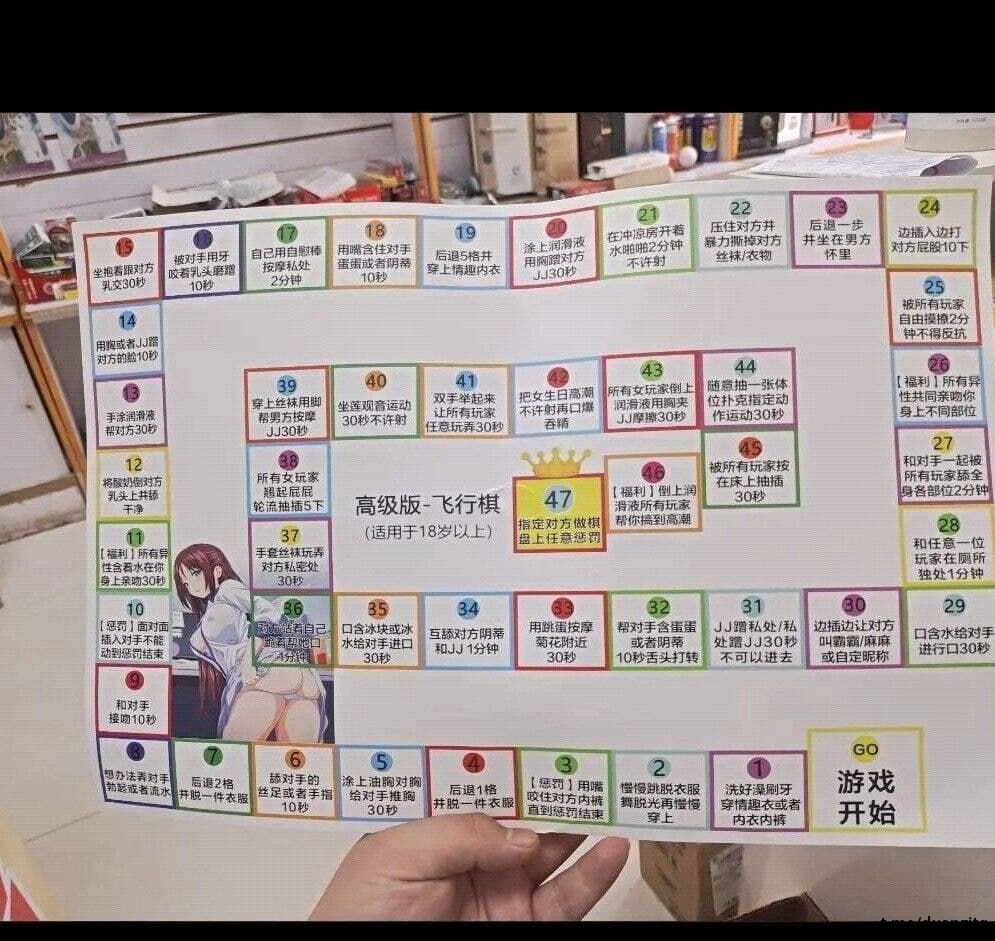 15
坐抱着跟对方
乳交30秒
16
被对手用牙
咬着乳头磨蹭
10秒
17
自己用自慰棒
按摩私处
2分钟
18
用嘴含住对手
蛋蛋或者阴蒂
10秒
19
后退5格并
穿上情趣内衣
20
涂上润滑液
用胸蹭对方
JJ30秒
21
在冲凉房开着
水啪啪2分钟
不许射
22
压住对方并
暴力撕掉对方
丝袜/衣物
23
后退一步
并坐在男方
怀里
24
边插入边打
对方屁股10下
14
用胸或者JJ蹭
对方的脸10秒
25
被所有玩家
自由摸撩2分
钟不得反抗
13
手涂润滑液
帮对方30秒
39
穿上丝袜用脚
帮男方按摩
JJ30秒
40
坐莲观音运动
30秒不许射
41
双手举起来
让所有玩家
任意玩弄30秒
42
把女生日高潮
不许射再口爆
吞精
43
所有女玩家倒上
润滑液用胸夹
JJ摩擦30秒
44
随意抽一张体
位扑克指定动
作运动30秒
26
【福利】所有异
性共同亲吻你
身上不同部位
12
将酸奶倒对方
乳头上并舔
干净
38
所有女玩家
翘起屁屁
轮流抽插5下
高级版-飞行棋
(适用于18岁以上)
47
指定对方做棋
盘上任意惩罚
46
【福利】倒上润
滑液所有玩家
帮你搞到高潮
45
被所有玩家按
在床上抽插
30秒
27
和对手一起被
所有玩家舔全
身各部位2分钟
11
【福利】所有异
性含着水在你
身上亲吻30秒
37
手套丝袜玩弄
对方私密处
30秒
28
和任意一位
玩家在厕所
独处1分钟
10
【惩罚】面对面
插入对手不能
动到惩罚结束
36
1分钟
35
口含冰块或冰
水给对手进口
30秒
34
互舔对方阴蒂
和JJ 1分钟
33
用跳蛋按摩
菊花附近
30秒
32
帮对手含蛋蛋
或者阴蒂
10秒舌头打转
31
JJ蹭私处/私
处蹭JJ30秒
不可以进去
30
边插边让对方
叫霸霸/麻麻
或自定昵称
29
口含水给对手
进行口30秒
9
和对手
接吻10秒
8
想办法弄对手
勃起或者流水
7
后退2格
并脱一件衣服
6
舔对手的
丝足或者手指
10秒
5
涂上油胸对胸
给对手推胸
30秒
4
后退1格
并脱一件衣服
3
【惩罚】用嘴
咬住对方内裤
直到惩罚结束
2
慢慢跳脱衣服
舞脱光再慢慢
穿上
1
洗好澡刷牙
穿情趣衣或者
内衣内裤
GO
游戏
开始